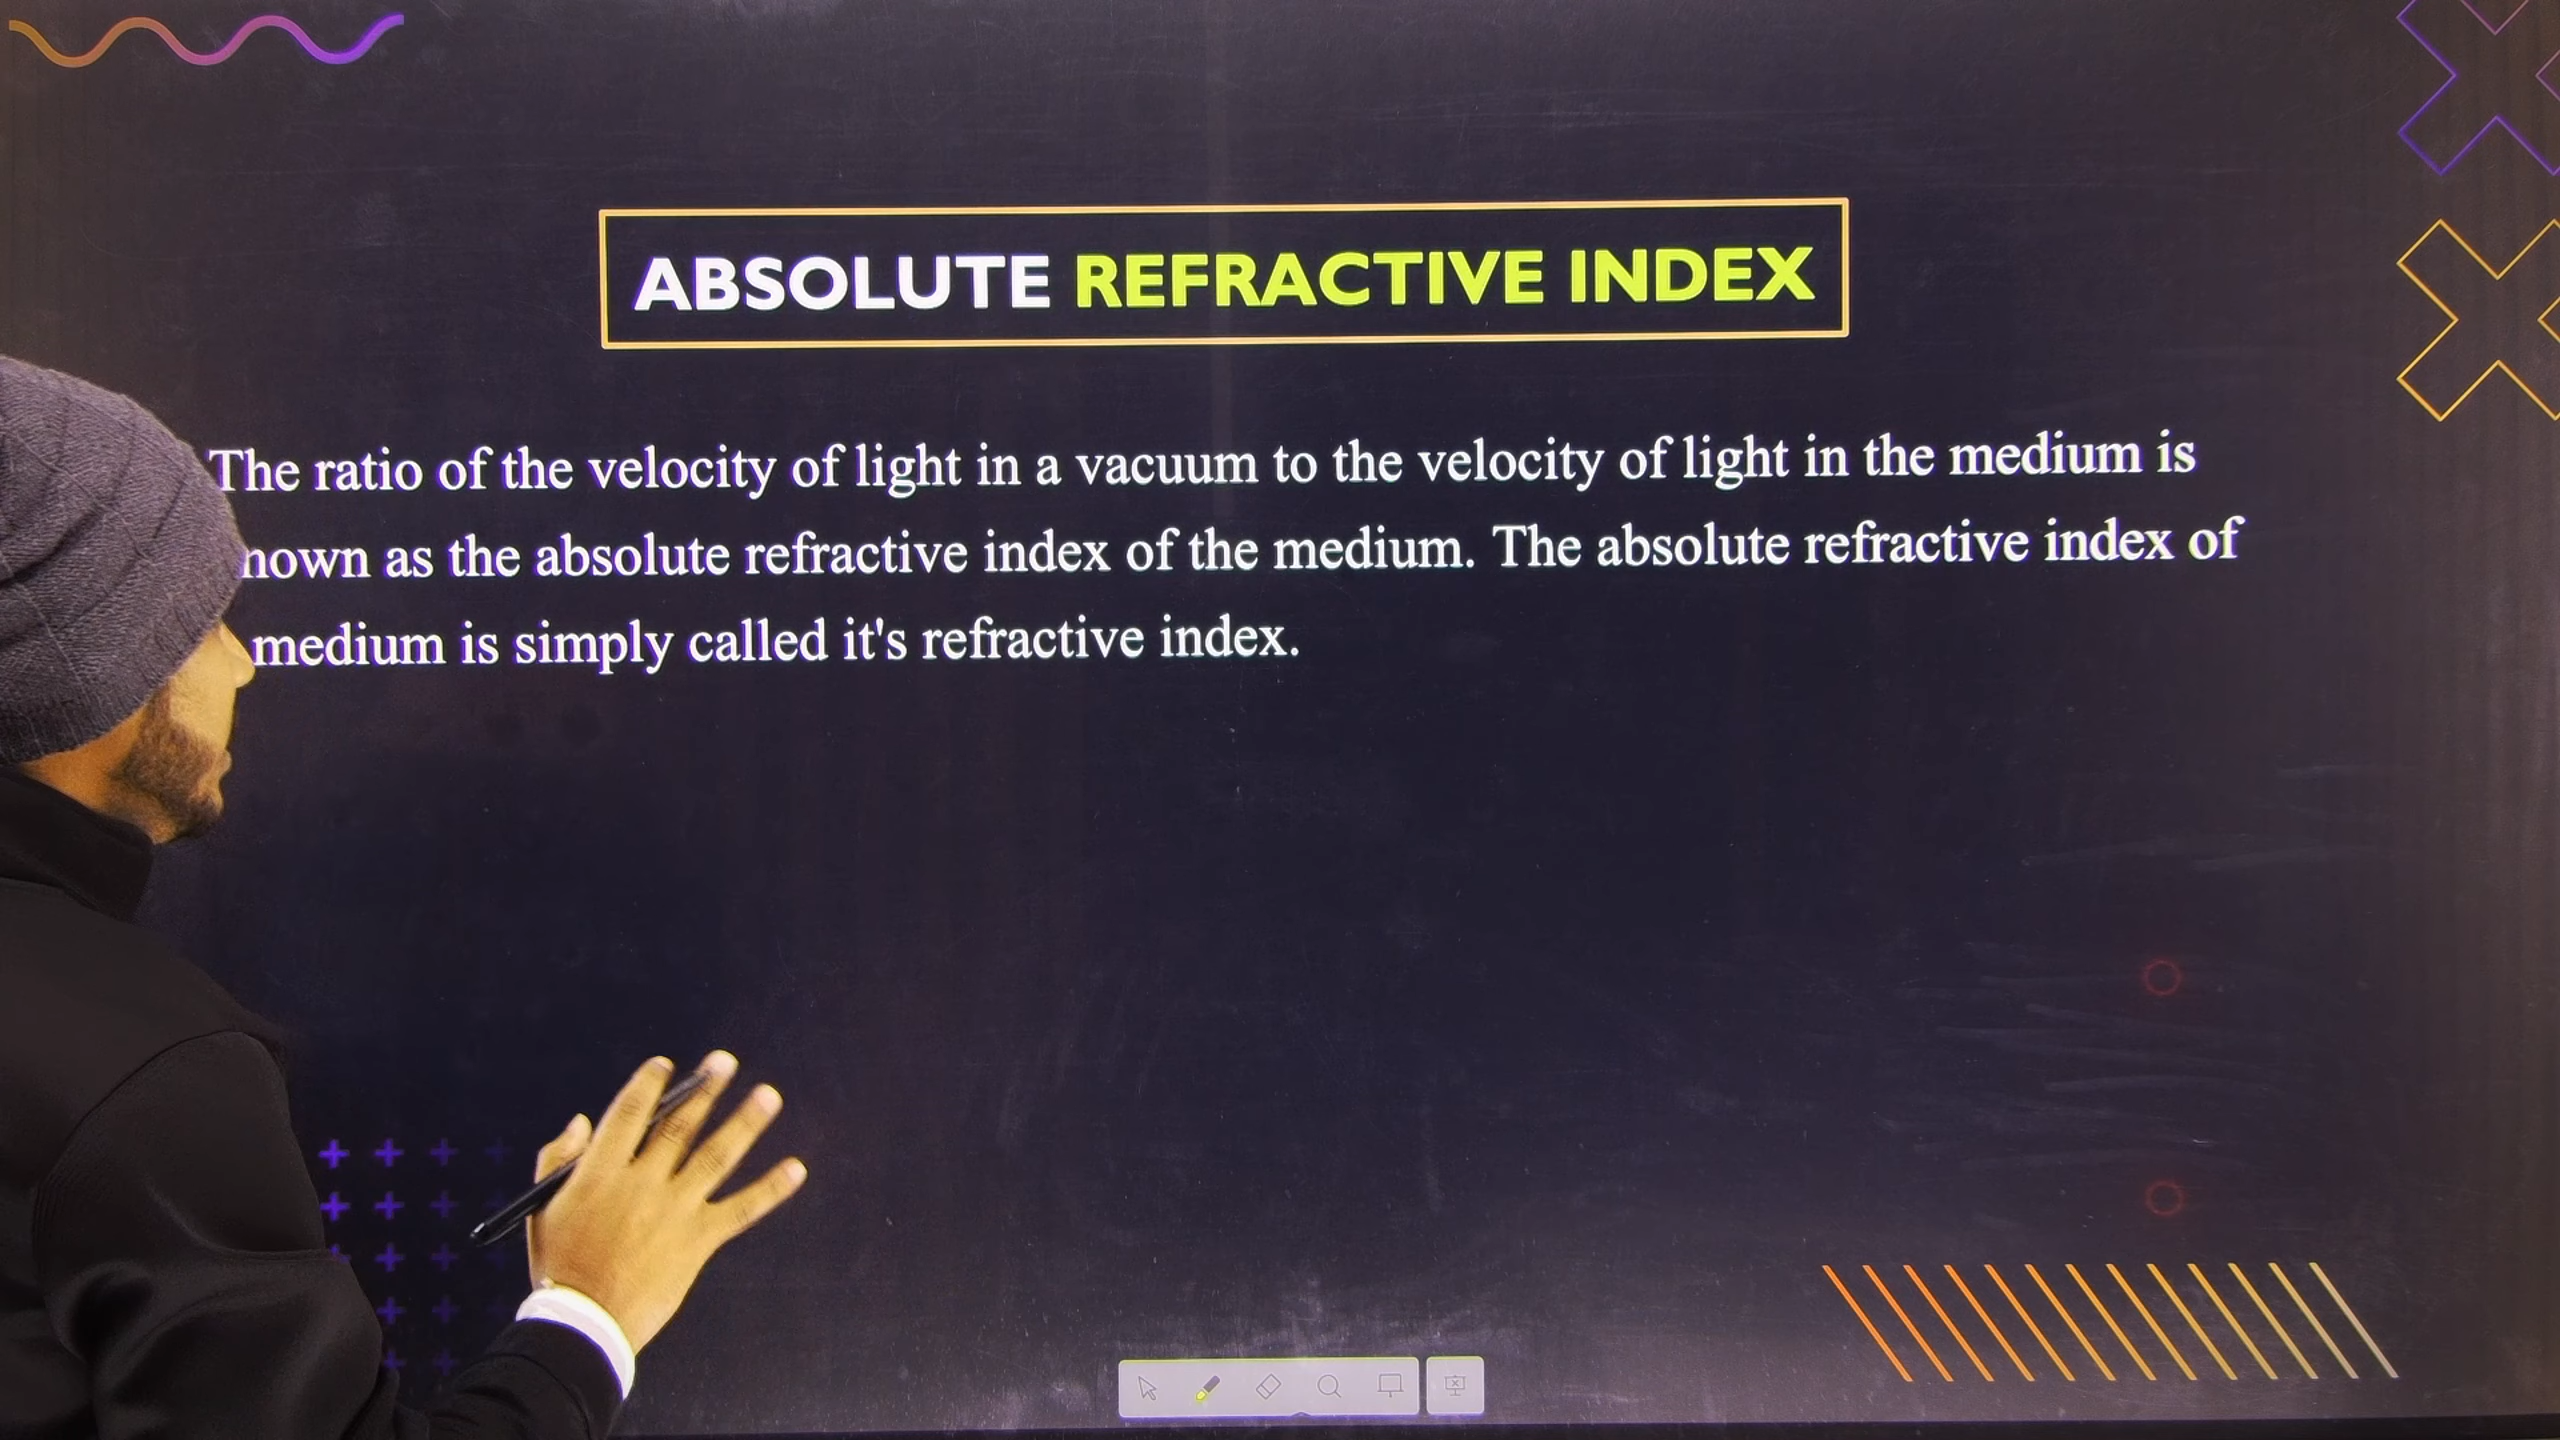 ABSOLUTE REFRACTIVE INDEX
The ratio of the velocity of light in a vacuum to the velocity of light in the medium is
nown as the absolute refractive index of the medium. The absolute refractive index of
medium is simply called it's refractive index.